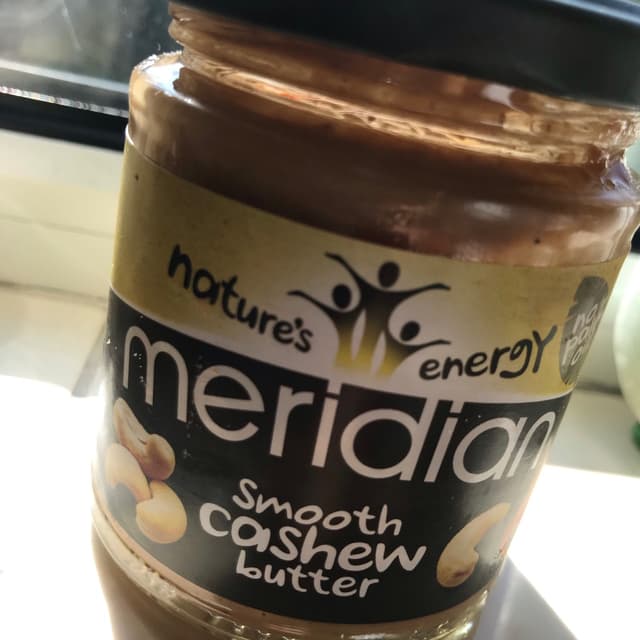 nature's energy
meridian
smooth
cashew
butter